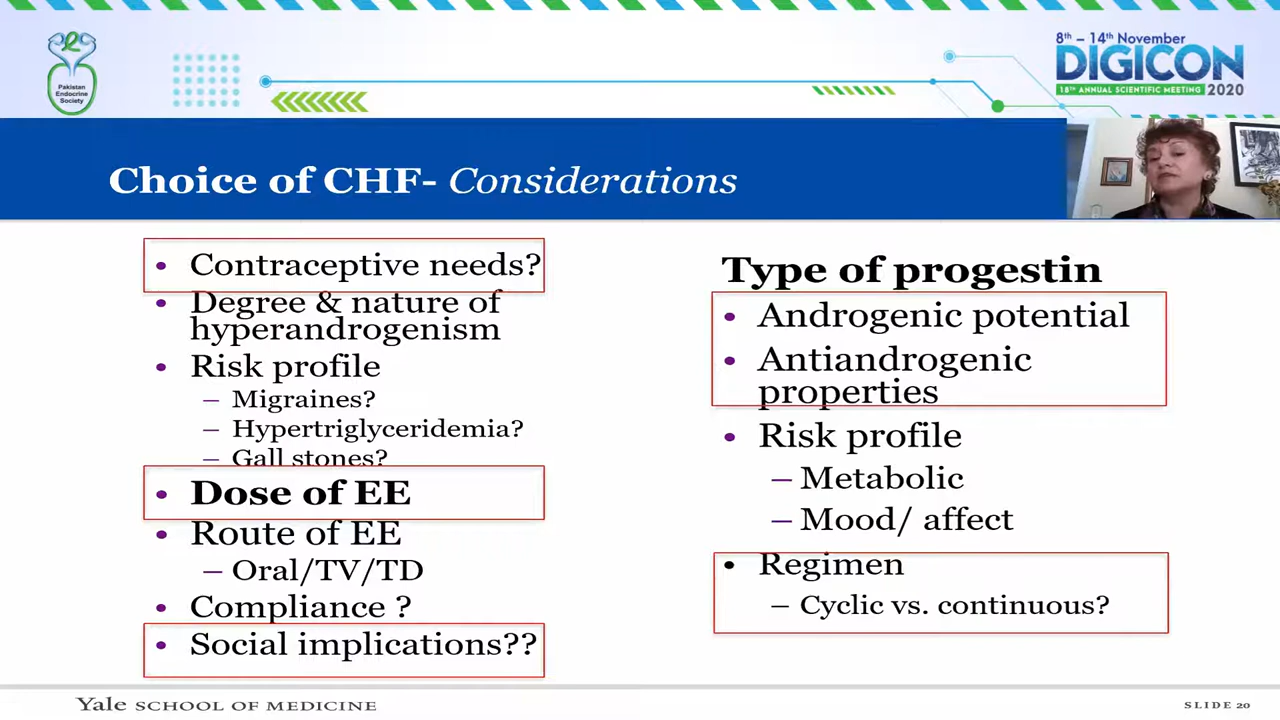 Pakistan
Endocrine
Society
8th – 14th November
DIGICON
18TH ANNUAL SCIENTIFIC MEETING 2020
Choice of CHF- Considerations
• Contraceptive needs?
• Degree & nature of
hyperandrogenism
• Risk profile
– Migraines?
– Hypertriglyceridemia?
– Gall stones?
• Dose of EE
• Route of EE
– Oral/TV/TD
• Compliance ?
• Social implications??
Type of progestin
• Androgenic potential
• Antiandrogenic
properties
• Risk profile
– Metabolic
– Mood/ affect
• Regimen
– Cyclic vs. continuous?
Yale SCHOOL OF MEDICINE
SLIDE 20